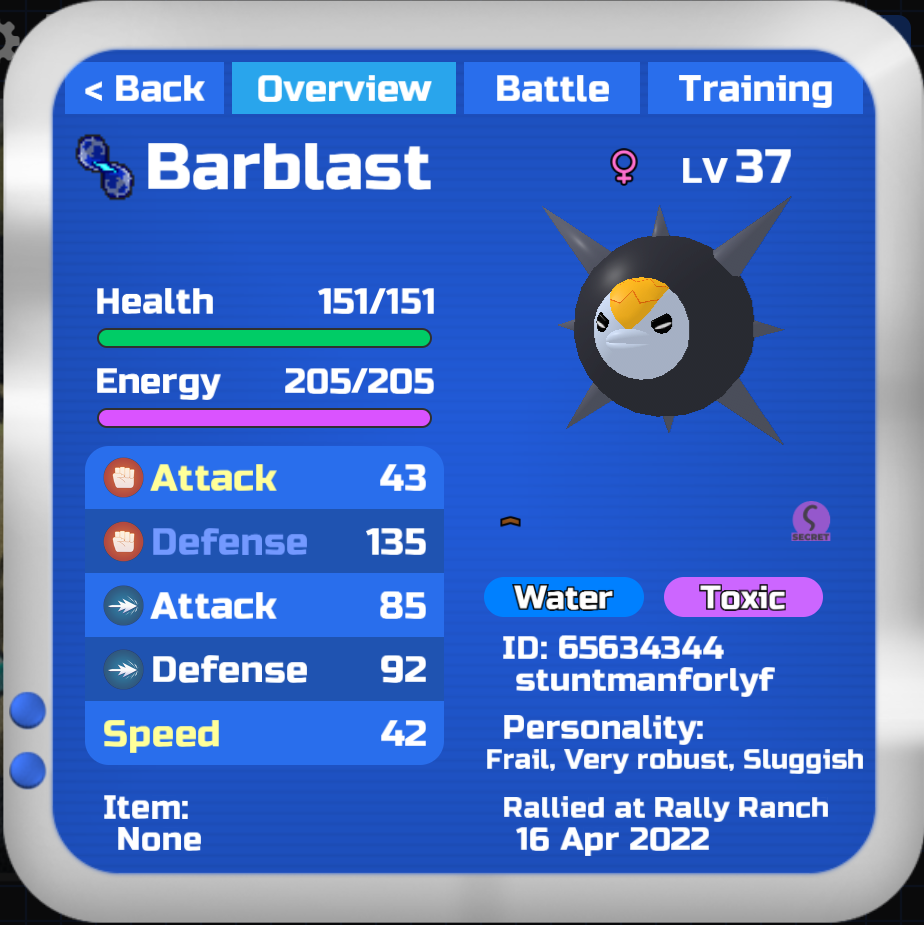 < Back Overview Battle Training
Barblast LV 37
Health 151/151
Energy 205/205
Attack 43
Defense 135
Attack 85
Defense 92
Speed 42
Item:
None
SECRET
Water Toxic
ID: 65634344
stuntmanforlyf
Personality:
Frail, Very robust, Sluggish
Rallied at Rally Ranch
16 Apr 2022